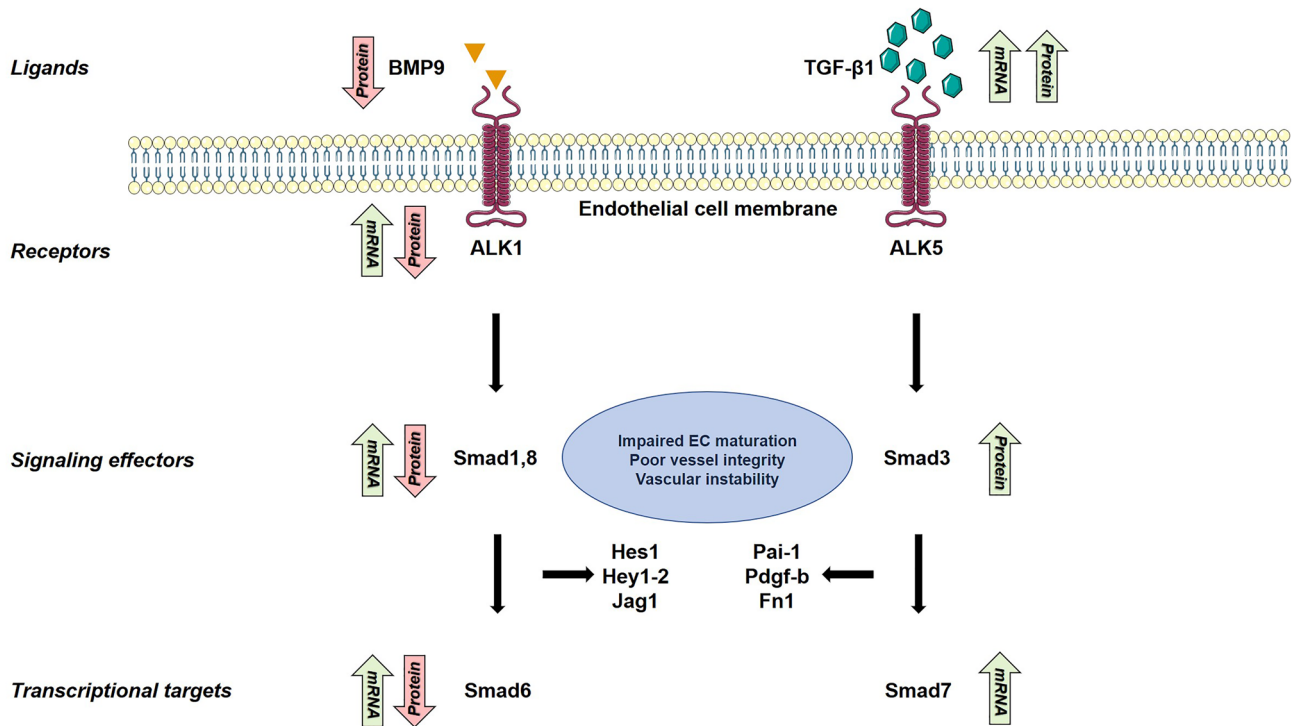 Ligands
Protein
BMP9
TGF-β1
mRNA
Protein
Endothelial cell membrane
Receptors
mRNA
Protein
ALK1
ALK5
Signaling effectors
mRNA
Protein
Smad1,8
Impaired EC maturation
Poor vessel integrity
Vascular instability
Smad3
Protein
Hes1
Hey1-2
Jag1
Pai-1
Pdgf-b
Fn1
Transcriptional targets
mRNA
Protein
Smad6
Smad7
mRNA